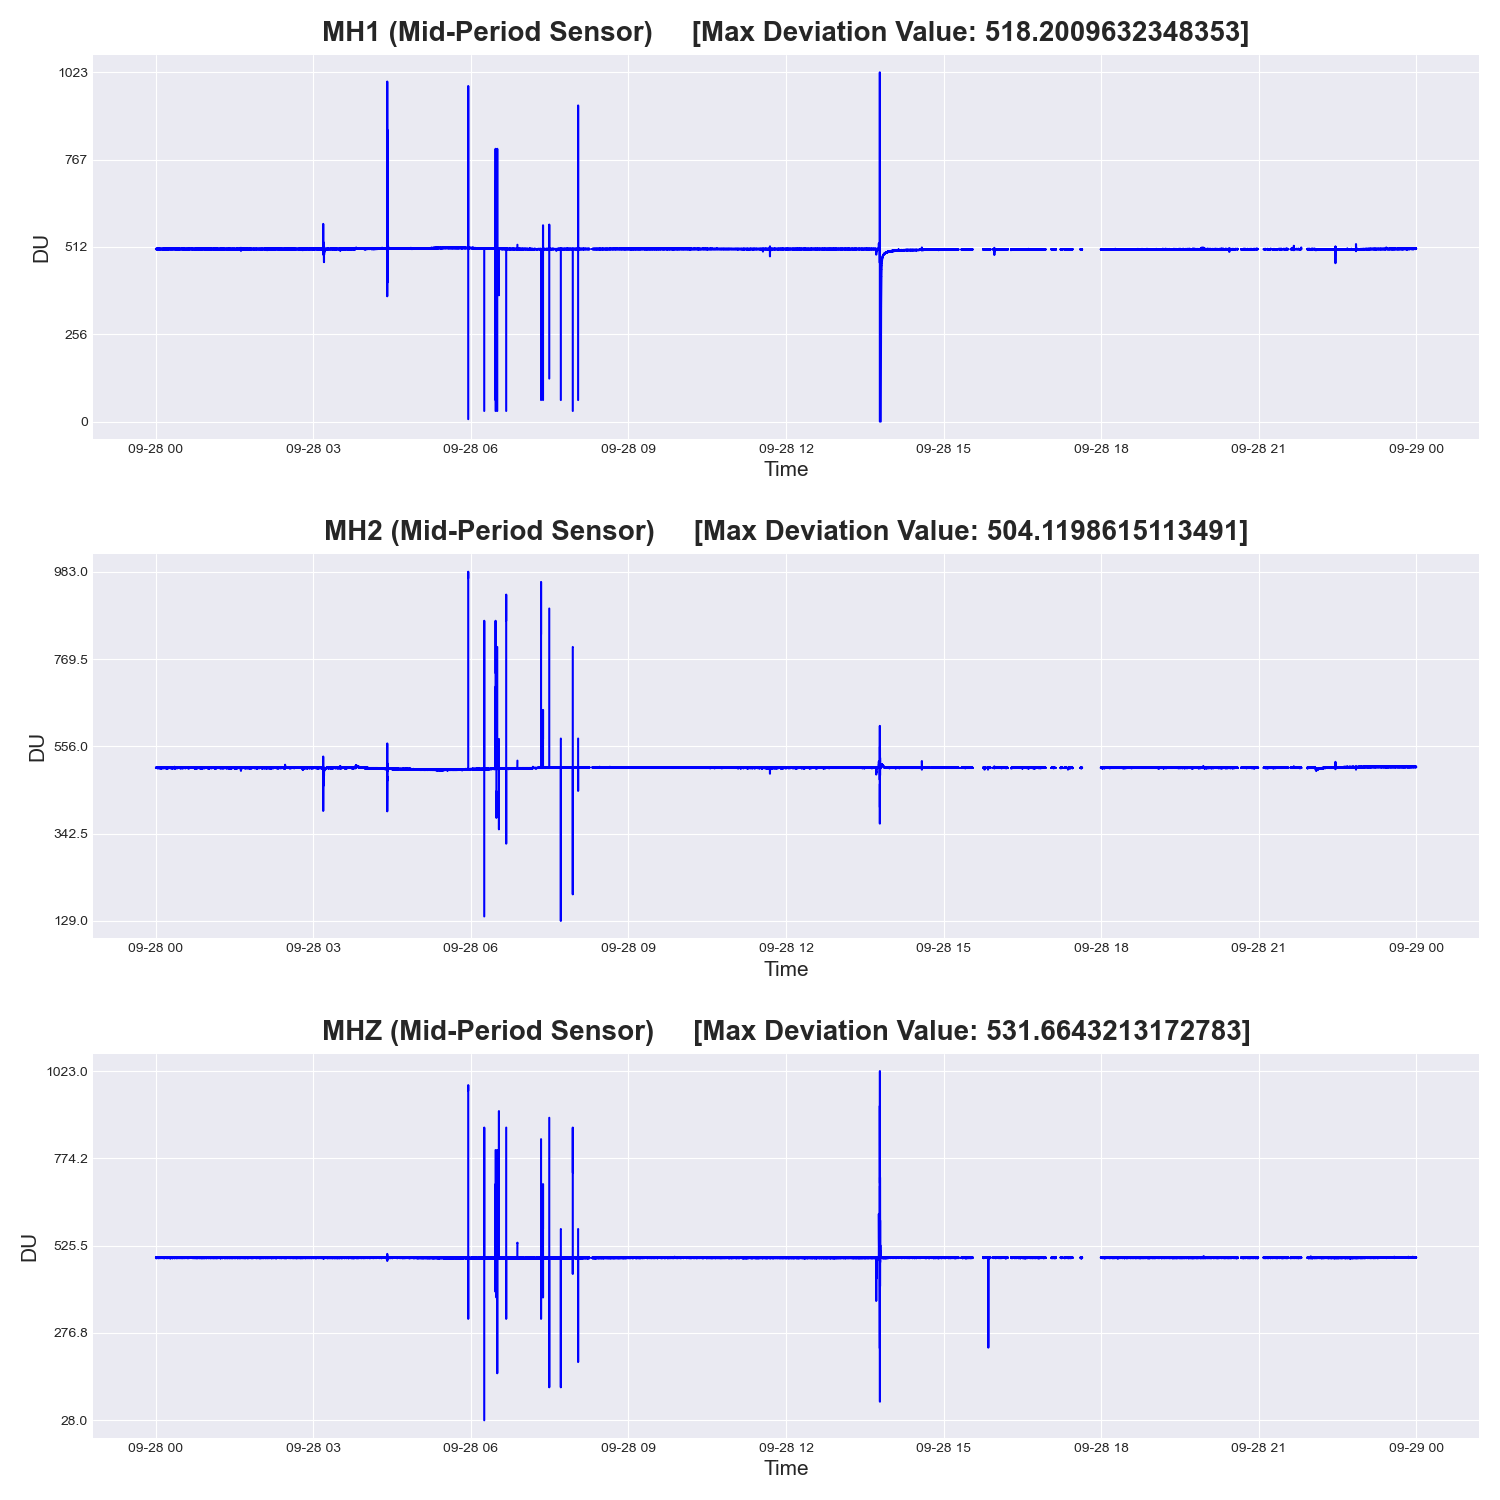 MH1 (Mid-Period Sensor) [Max Deviation Value: 518.2009632348353]
1023
767
512
256
0
DU
09-28 00 09-28 03 09-28 06 09-28 09 09-28 12 09-28 15 09-28 18 09-28 21 09-29 00
Time
MH2 (Mid-Period Sensor) [Max Deviation Value: 504.1198615113491]
983.0
769.5
556.0
342.5
129.0
DU
09-28 00 09-28 03 09-28 06 09-28 09 09-28 12 09-28 15 09-28 18 09-28 21 09-29 00
Time
MHZ (Mid-Period Sensor) [Max Deviation Value: 531.6643213172783]
1023.0
774.2
525.5
276.8
28.0
DU
09-28 00 09-28 03 09-28 06 09-28 09 09-28 12 09-28 15 09-28 18 09-28 21 09-29 00
Time